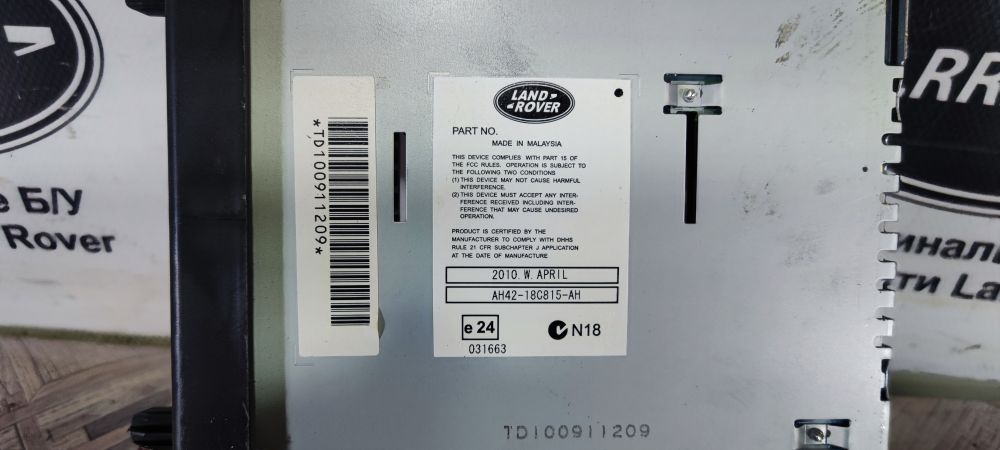 е Б/У
Rover
*TD100911209*
LAND
ROVER
PART NO.
MADE IN MALAYSIA
THIS DEVICE COMPLIES WITH PART 15 OF
THE FCC RULES. OPERATION IS SUBJECT TO
THE FOLLOWING TWO CONDITIONS
(1) THIS DEVICE MAY NOT CAUSE HARMFUL
INTERFERENCE.
(2) THIS DEVICE MUST ACCEPT ANY INTER-
FERENCE RECEIVED INCLUDING INTER-
FERENCE THAT MAY CAUSE UNDESIRED
OPERATION.
PRODUCT IS CERTIFIED BY THE
MANUFACTURER TO COMPLY WITH DHHS
RULE 21 CFR SUBCHAPTER J APPLICATION
AT THE DATE OF MANUFACTURE
2010. W. APRIL
AH42-18C815-AH
e 24
N18
031663
TD100911209
RR
инал
ти La